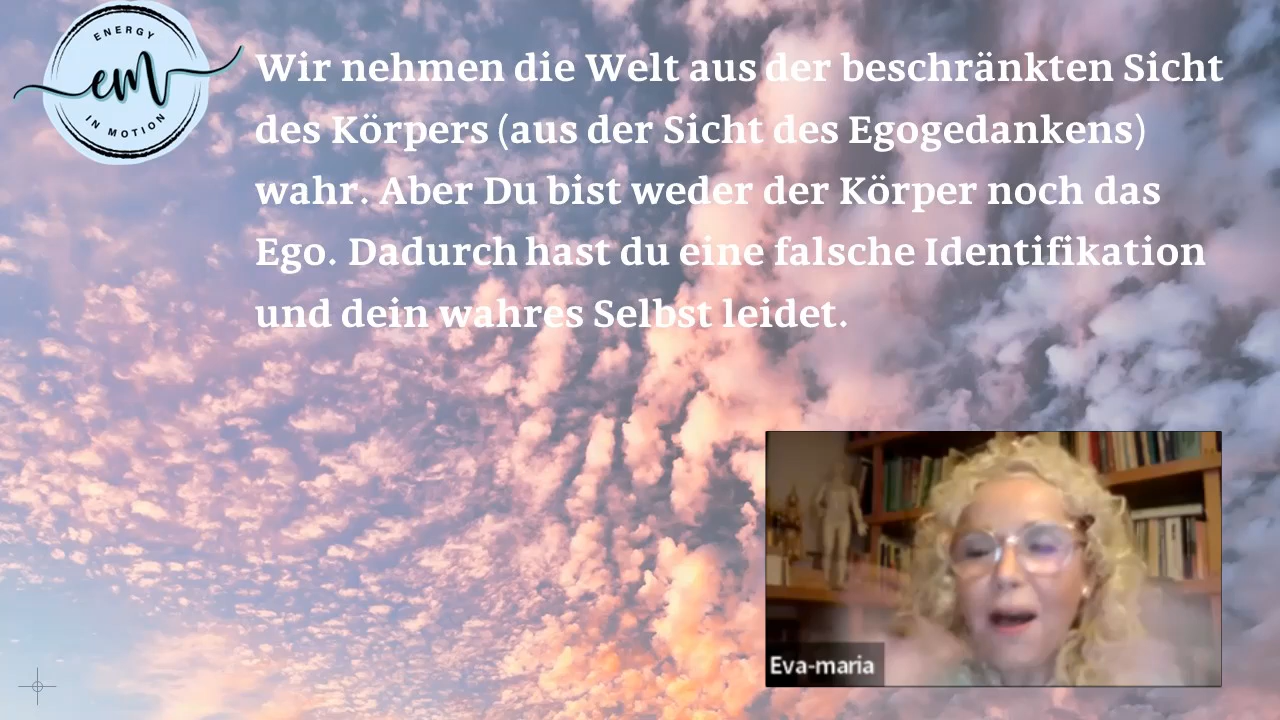 ENERGY
em
IN MOTION
Wir nehmen die Welt aus der beschränkten Sicht
des Körpers (aus der Sicht des Egogedankens)
wahr. Aber Du bist weder der Körper noch das
Ego. Dadurch hast du eine falsche Identifikation
und dein wahres Selbst leidet.
Eva-maria